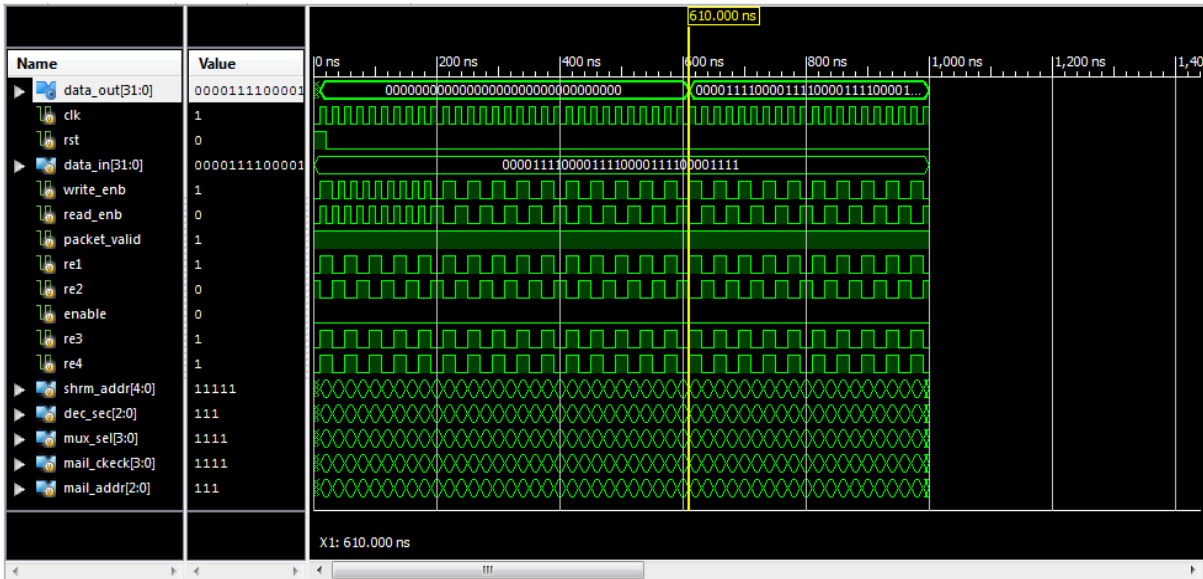 610.000 ns
Name Value 0 ns 200 ns 400 ns 600 ns 800 ns 1,000 ns 1,200 ns 1,40
data_out[31:0] 0000111100001 00000000000000000000000000000000 00001111000011110000111100001...
clk 1
rst 0
data_in[31:0] 0000111100001 00001111000011110000111100001111
write_enb 1
read_enb 0
packet_valid 1
re1 1
re2 0
enable 0
re3 1
re4 1
shrm_addr[4:0] 11111
dec_sec[2:0] 111
mux_sel[3:0] 1111
mail_ckeck[3:0] 1111
mail_addr[2:0] 111
X1: 610.000 ns